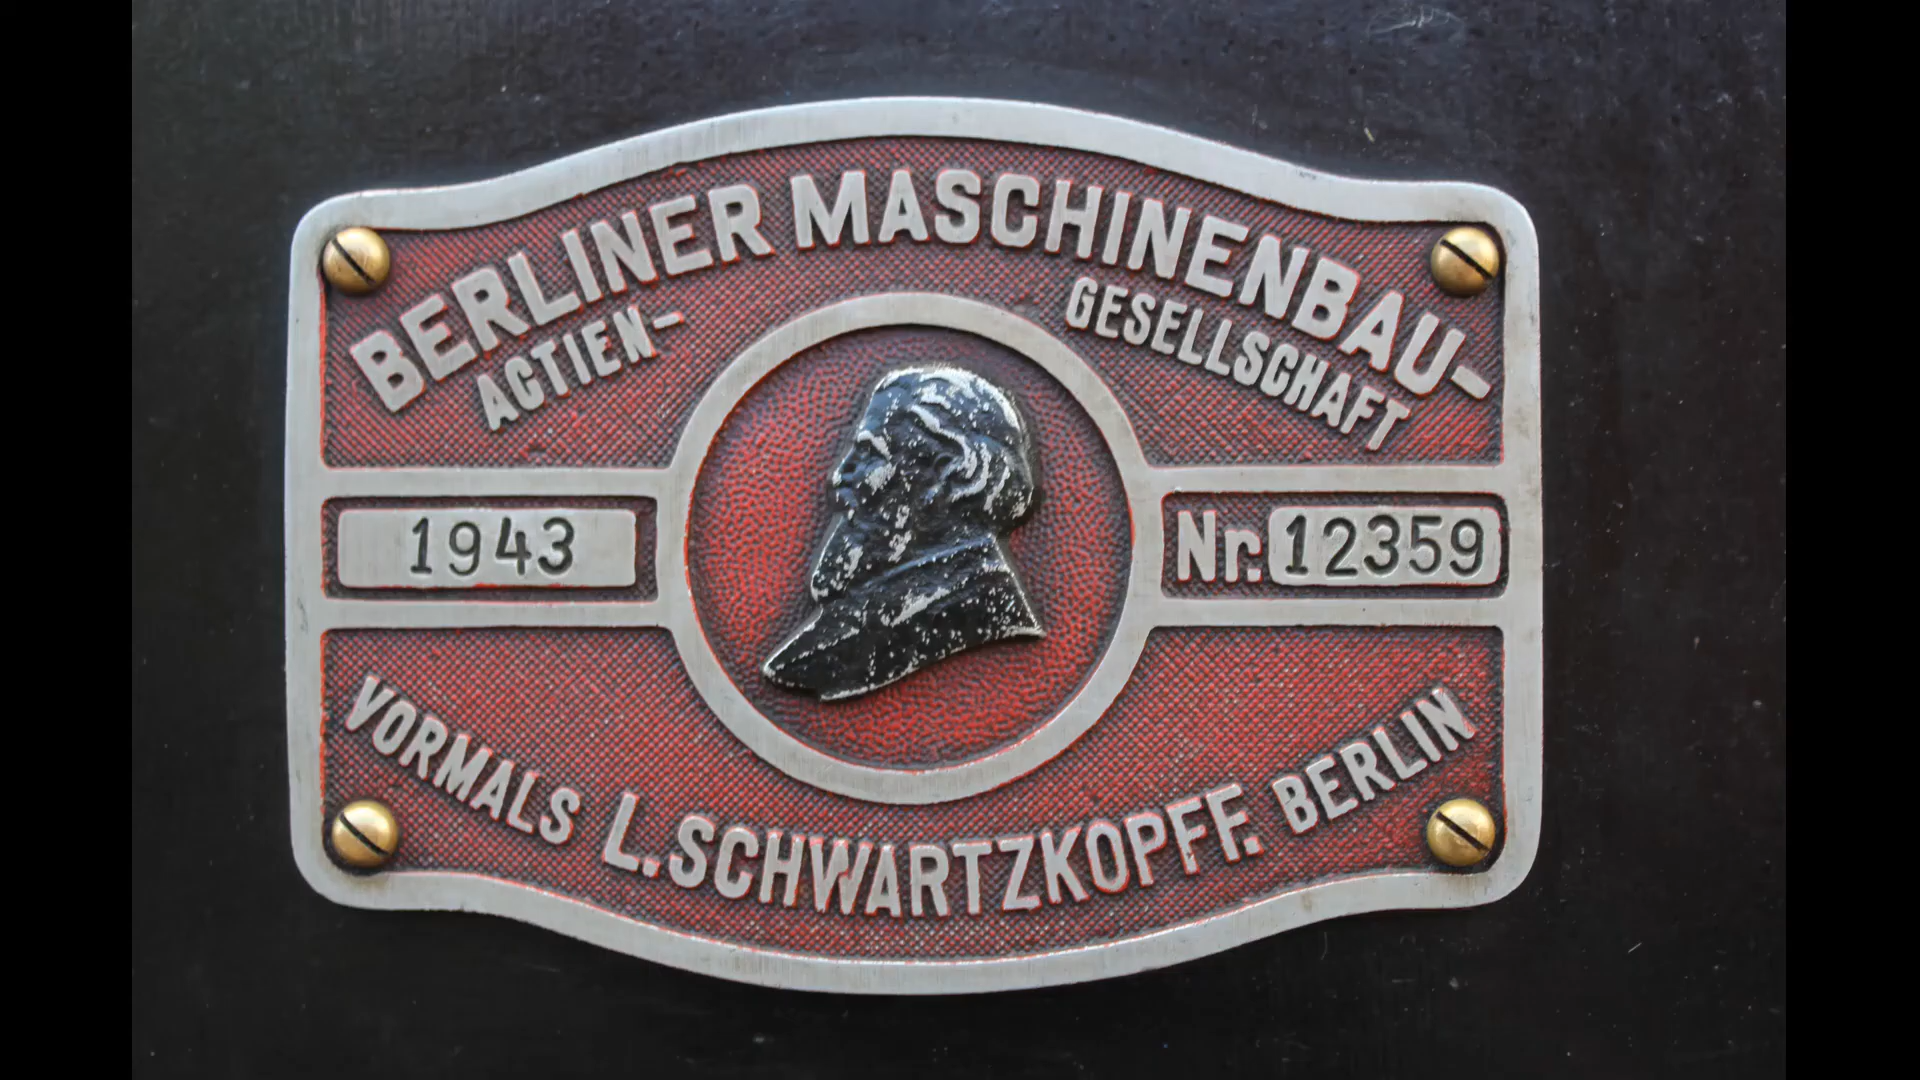 BERLINER MASCHINENBAU-
ACTIEN- GESELLSCHAFT
1943 Nr. 12359
VORMALS L. SCHWARTZKOPFF. BERLIN